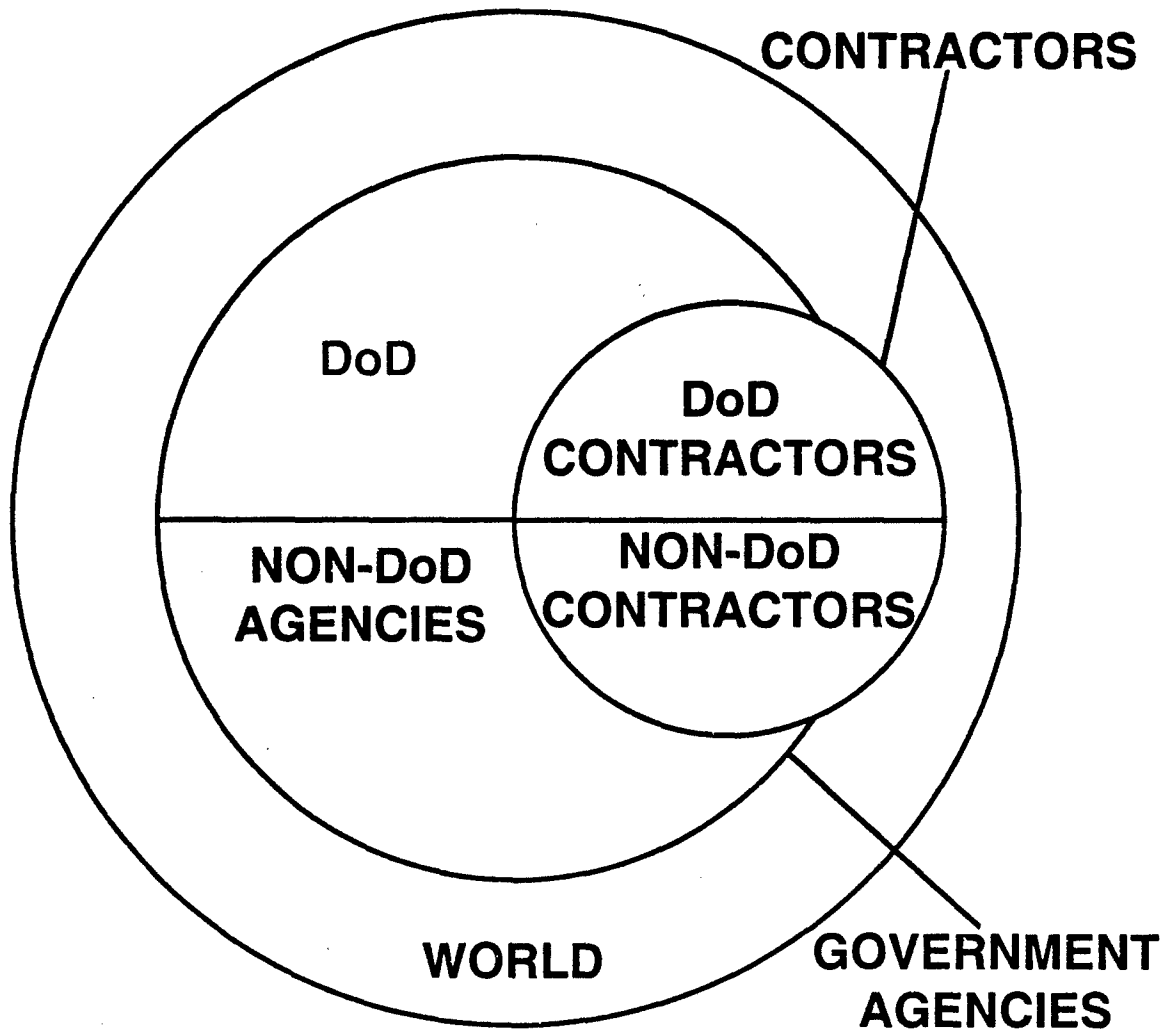 CONTRACTORS
DoD
DoD
CONTRACTORS
NON-DoD
AGENCIES
NON-DoD
CONTRACTORS
WORLD
GOVERNMENT
AGENCIES